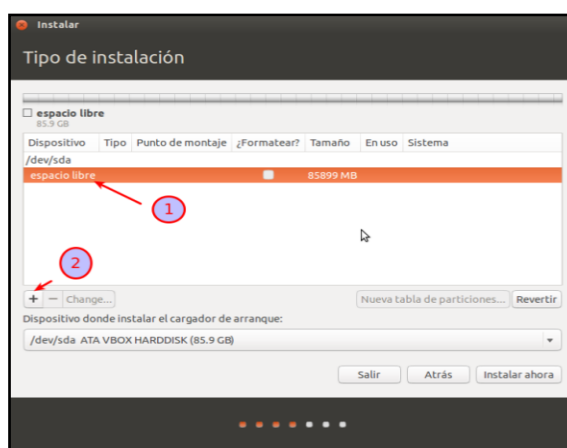 Instalar
Tipo de instalación
espacio libre
85.9 GB
Dispositivo Tipo Punto de montaje ¿Formatear? Tamaño En uso Sistema
/dev/sda
espacio libre 85899 MB
1
2
+ − Change... Nueva tabla de particiones... Revertir
Dispositivo donde instalar el cargador de arranque:
/dev/sda ATA VBOX HARDDISK (85.9 GB)
Salir Atrás Instalar ahora